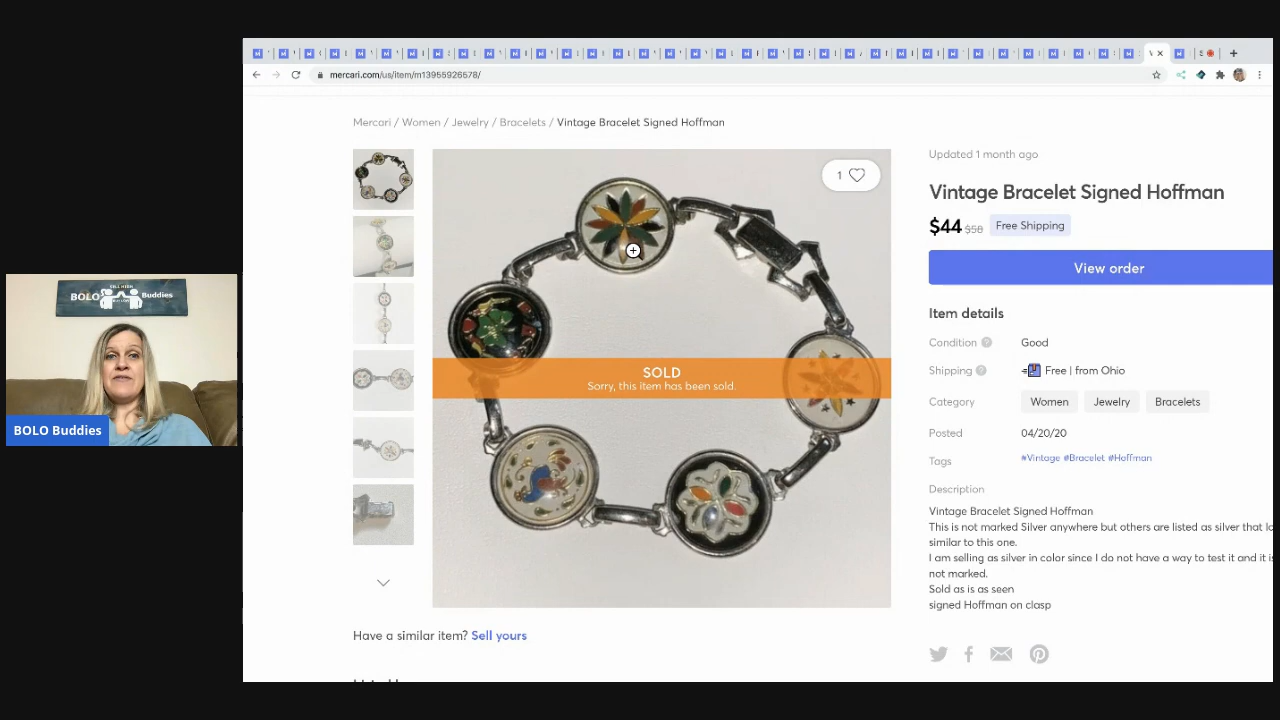 mercari.com/us/item/m13955926578/
Mercari / Women / Jewelry / Bracelets / Vintage Bracelet Signed Hoffman
1
SOLD
Sorry, this item has been sold.
Have a similar item? Sell yours
Updated 1 month ago
Vintage Bracelet Signed Hoffman
$44 $58 Free Shipping
View order
Item details
Condition ? Good
Shipping ? Free | from Ohio
Category Women Jewelry Bracelets
Posted 04/20/20
Tags #Vintage #Bracelet #Hoffman
Description
Vintage Bracelet Signed Hoffman
This is not marked Silver anywhere but others are listed as silver that lo
similar to this one.
I am selling as silver in color since I do not have a way to test it and it is
not marked.
Sold as is as seen
signed Hoffman on clasp
BOLO Buddies
BOLO Buddies